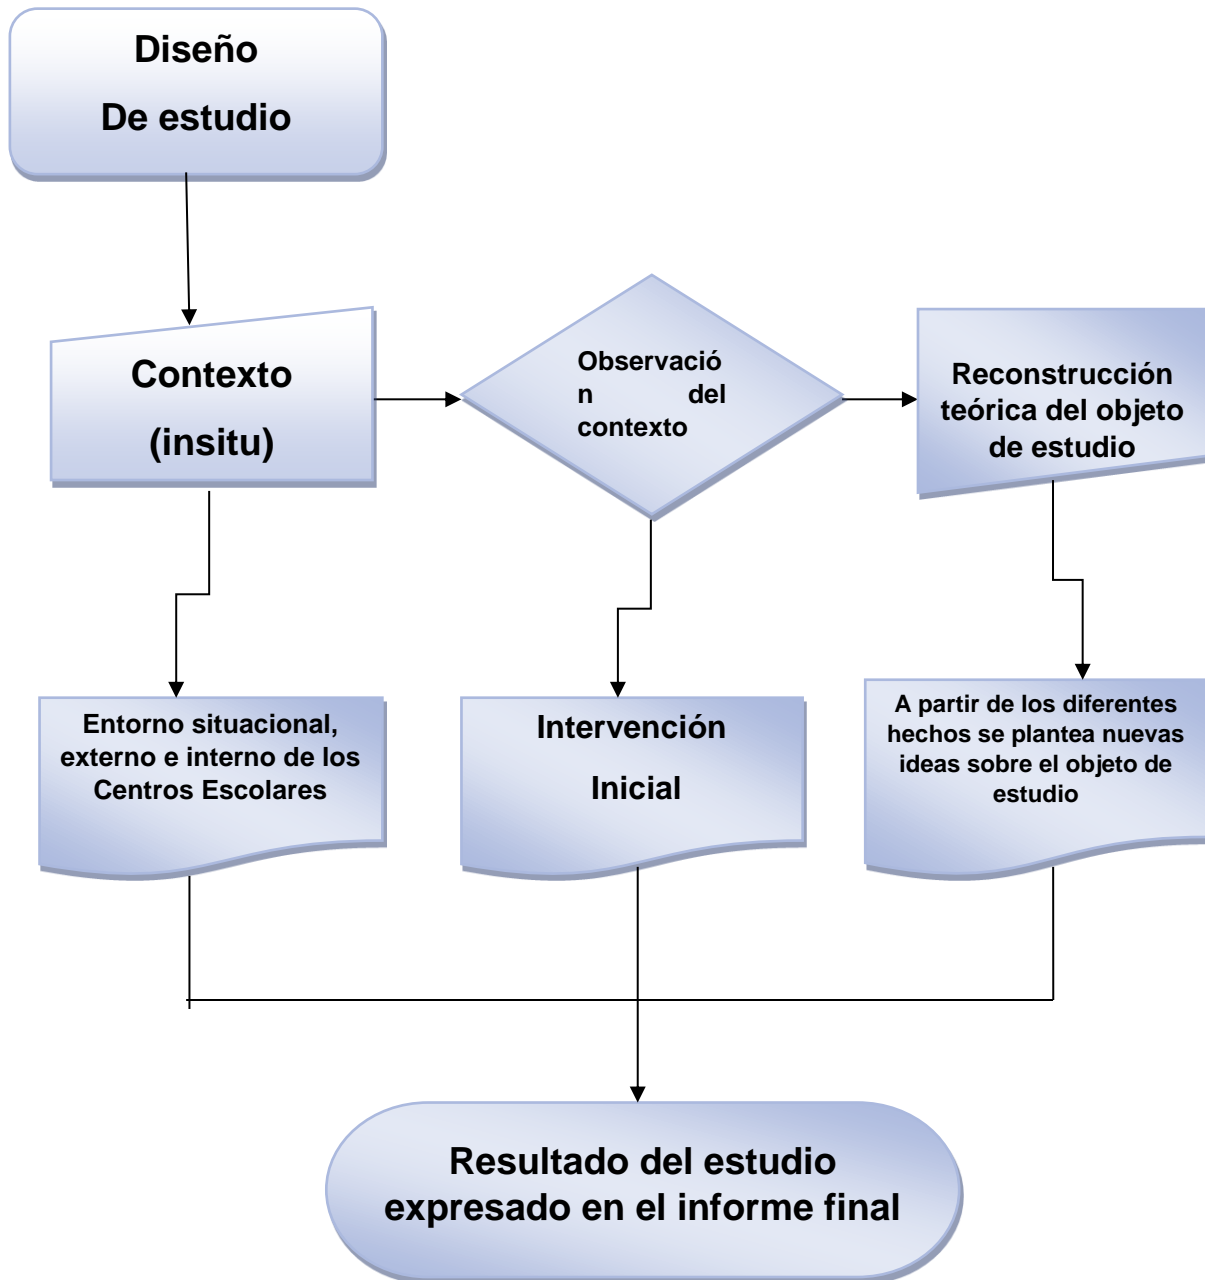 Diseño
De estudio
Contexto
(insitu)
Observació
n del
contexto
Reconstrucción
teórica del objeto
de estudio
Entorno situacional,
externo e interno de los
Centros Escolares
Intervención
Inicial
A partir de los diferentes
hechos se plantea nuevas
ideas sobre el objeto de
estudio
Resultado del estudio
expresado en el informe final